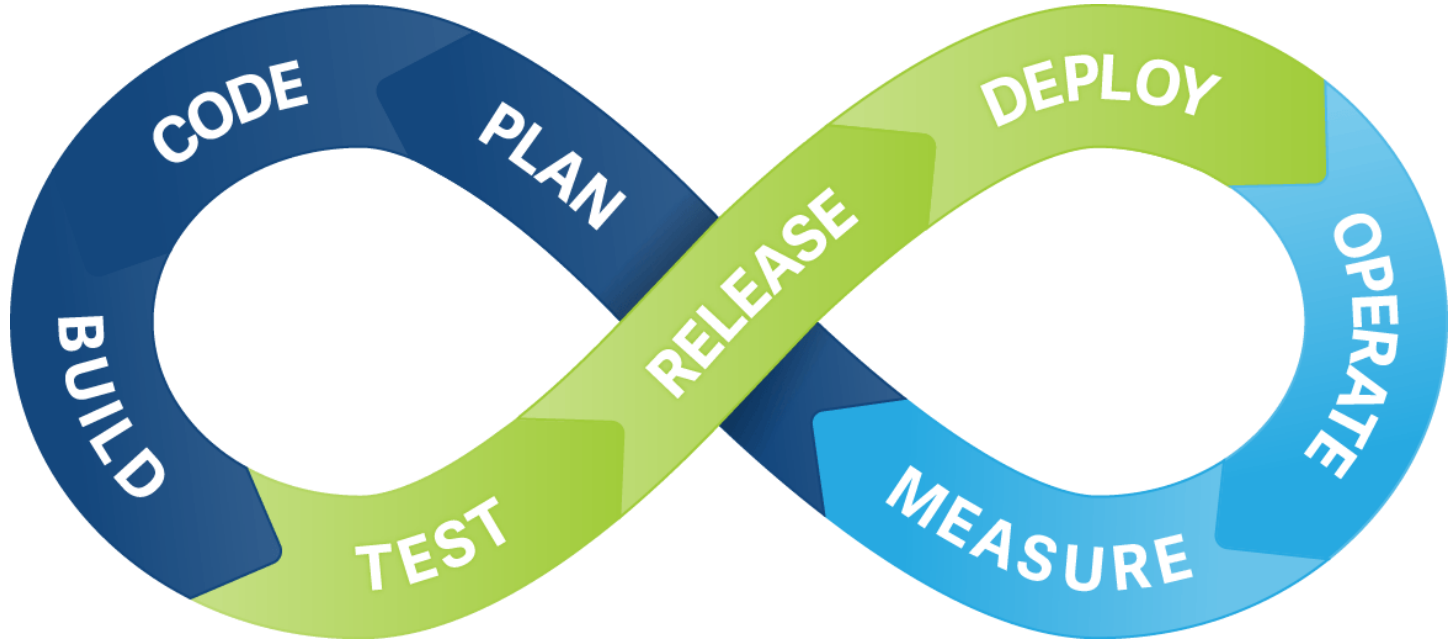 PLAN
CODE
BUILD
TEST
RELEASE
DEPLOY
OPERATE
MEASURE